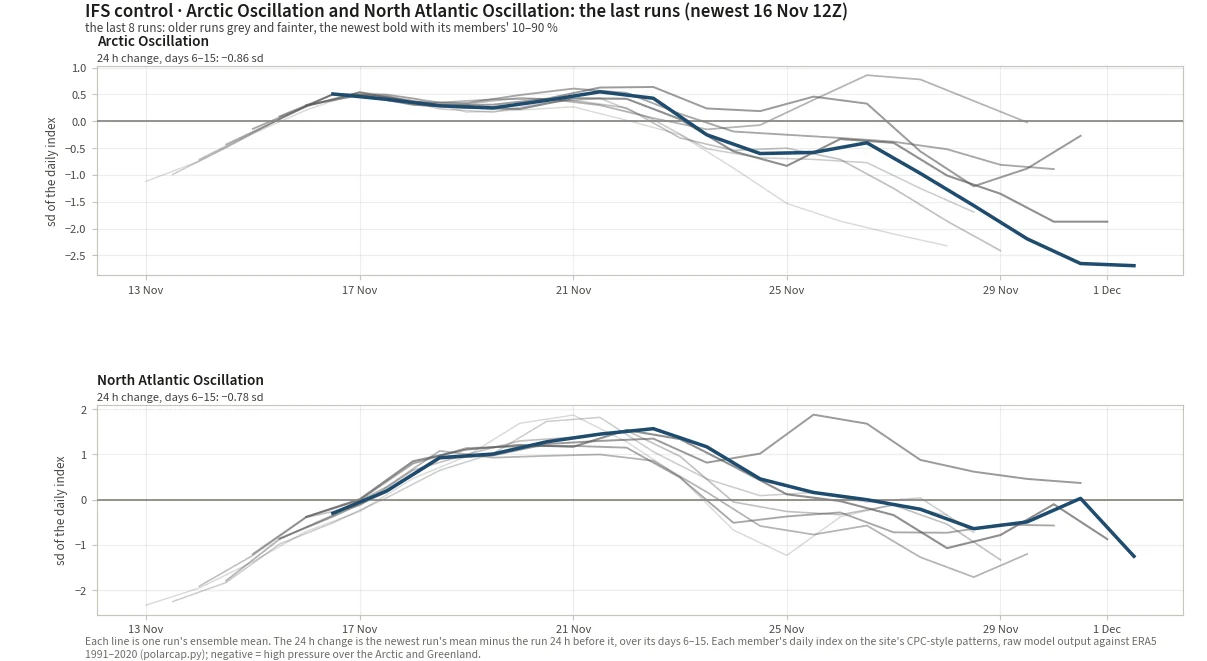 IFS control · Arctic Oscillation and North Atlantic Oscillation: the last runs (newest 16 Nov 12Z)
the last 8 runs: older runs grey and fainter, the newest bold with its members' 10–90 %
Arctic Oscillation
24 h change, days 6–15: −0.86 sd
sd of the daily index
1.0
0.5
0.0
−0.5
−1.0
−1.5
−2.0
−2.5
13 Nov 17 Nov 21 Nov 25 Nov 29 Nov 1 Dec
North Atlantic Oscillation
24 h change, days 6–15: −0.78 sd
sd of the daily index
2
1
0
−1
−2
13 Nov 17 Nov 21 Nov 25 Nov 29 Nov 1 Dec
Each line is one run's ensemble mean. The 24 h change is the newest run's mean minus the run 24 h before it, over its days 6–15. Each member's daily index on the site's CPC-style patterns, raw model output against ERA5
1991–2020 (polarcap.py); negative = high pressure over the Arctic and Greenland.